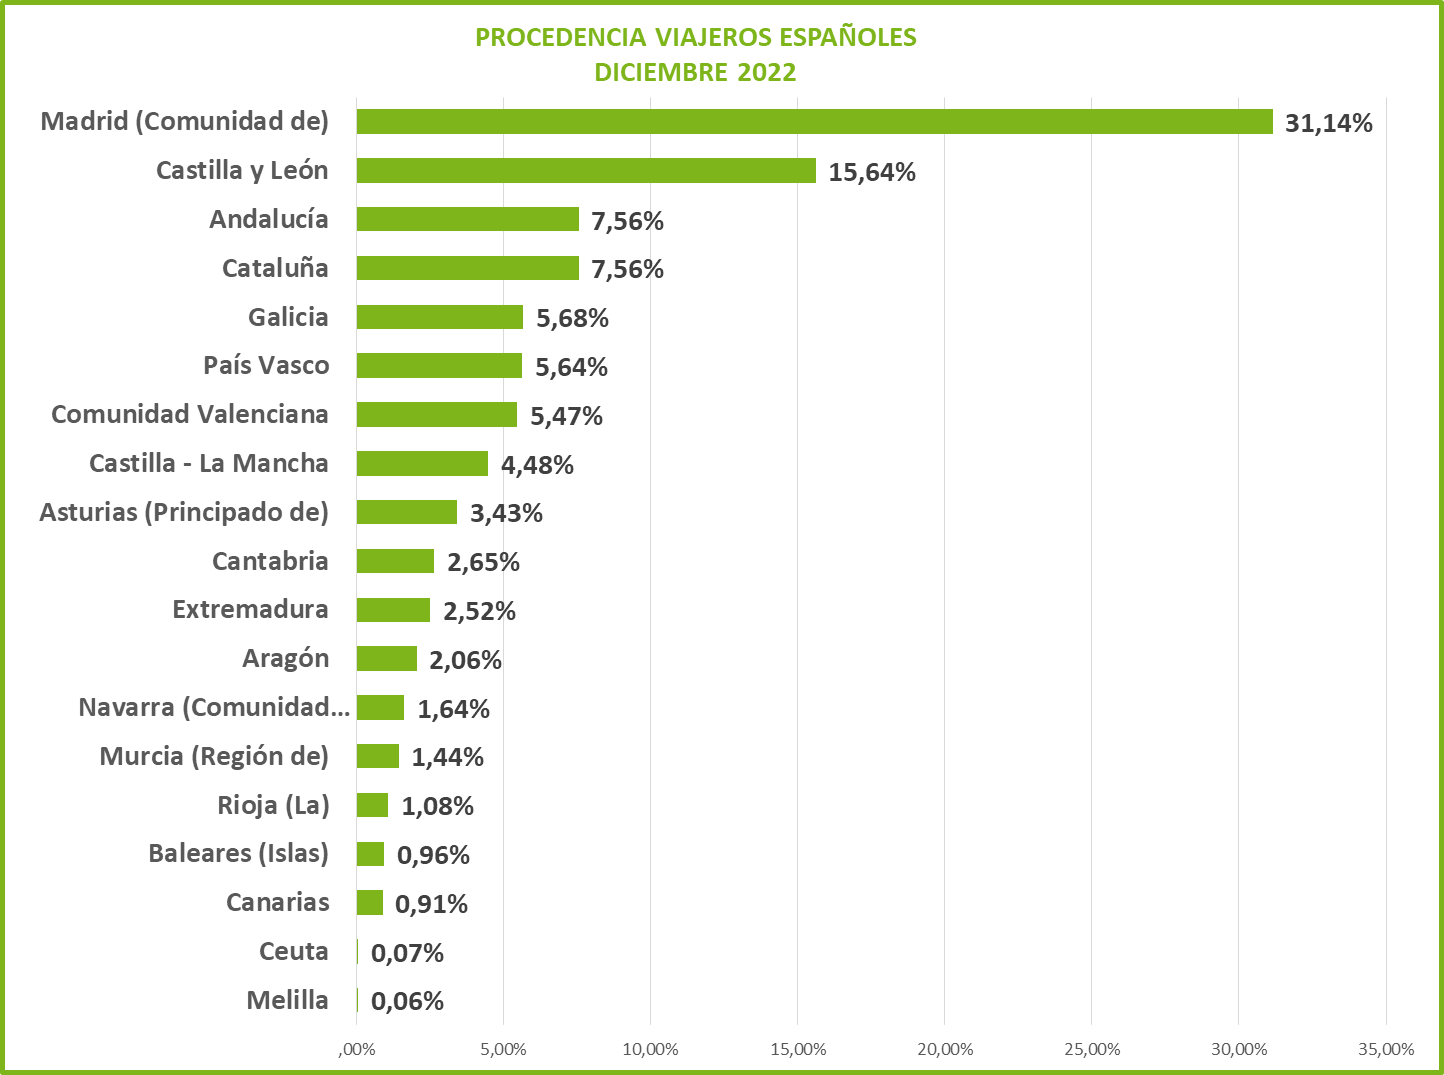 PROCEDENCIA VIAJEROS ESPAÑOLES
DICIEMBRE 2022
Madrid (Comunidad de) 31,14%
Castilla y León 15,64%
Andalucía 7,56%
Cataluña 7,56%
Galicia 5,68%
País Vasco 5,64%
Comunidad Valenciana 5,47%
Castilla - La Mancha 4,48%
Asturias (Principado de) 3,43%
Cantabria 2,65%
Extremadura 2,52%
Aragón 2,06%
Navarra (Comunidad... 1,64%
Murcia (Región de) 1,44%
Rioja (La) 1,08%
Baleares (Islas) 0,96%
Canarias 0,91%
Ceuta 0,07%
Melilla 0,06%
,00% 5,00% 10,00% 15,00% 20,00% 25,00% 30,00% 35,00%